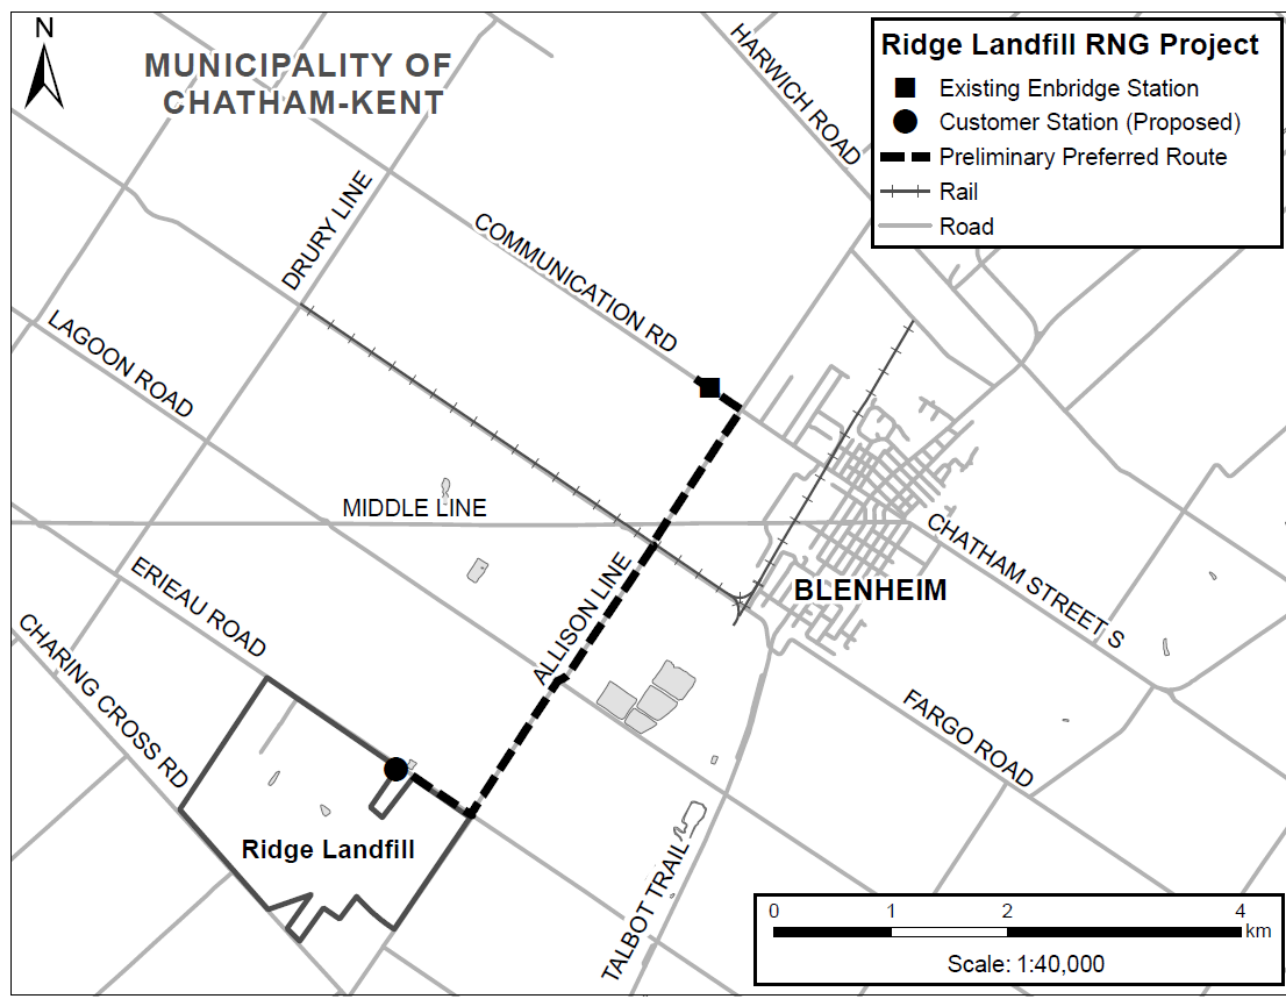 N
MUNICIPALITY OF
CHATHAM-KENT
HARWICH ROAD
Ridge Landfill RNG Project
Existing Enbridge Station
Customer Station (Proposed)
Preliminary Preferred Route
Rail
Road
DRURY LINE
COMMUNICATION RD
LAGOON ROAD
MIDDLE LINE
CHATHAM STREET S
ERIEAU ROAD
ALLISON LINE
BLENHEIM
CHARING CROSS RD
FARGO ROAD
Ridge Landfill
TALBOT TRAIL
0 1 2 4
km
Scale: 1:40,000